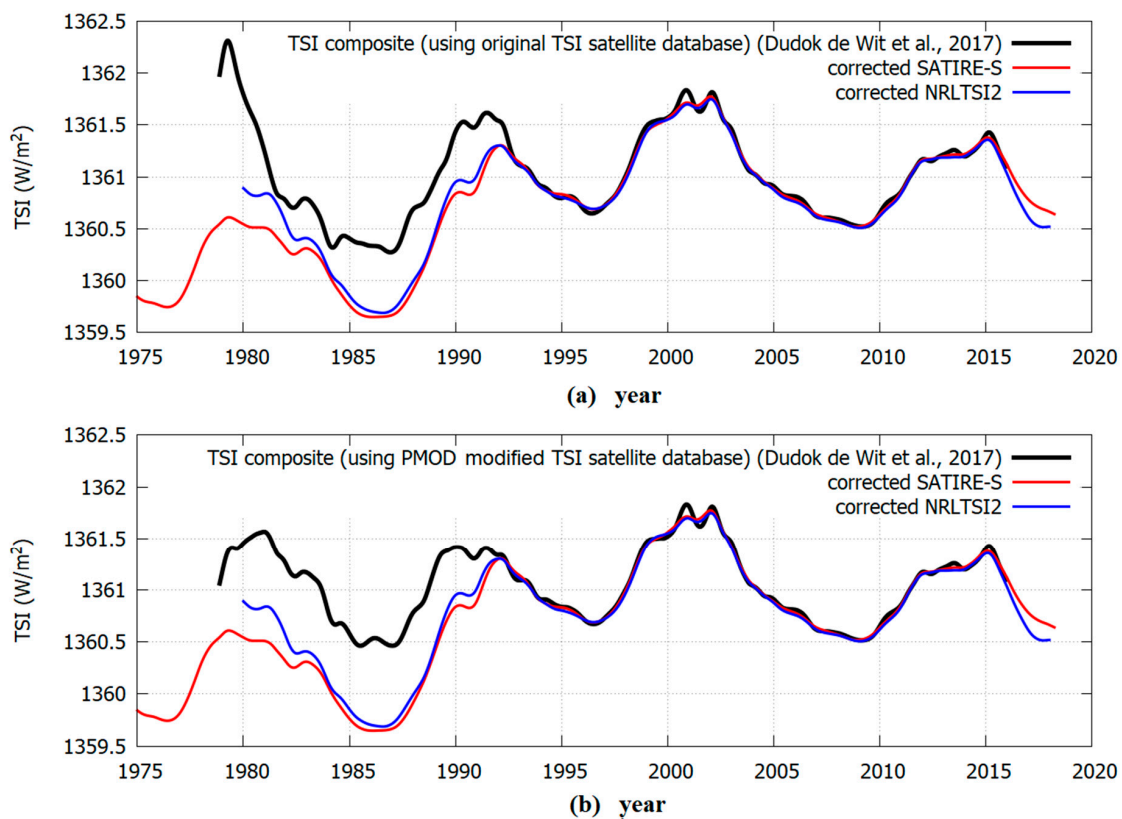 1362.5
TSI composite (using original TSI satellite database) (Dudok de Wit et al., 2017)
1362
corrected SATIRE-S
corrected NRLTSI2
1361.5
1361
1360.5
1360
1359.5
TSI (W/m²)
1975 1980 1985 1990 1995 2000 2005 2010 2015 2020
(a) year
1362.5
TSI composite (using PMOD modified TSI satellite database) (Dudok de Wit et al., 2017)
1362
corrected SATIRE-S
corrected NRLTSI2
1361.5
1361
1360.5
1360
1359.5
TSI (W/m²)
1975 1980 1985 1990 1995 2000 2005 2010 2015 2020
(b) year